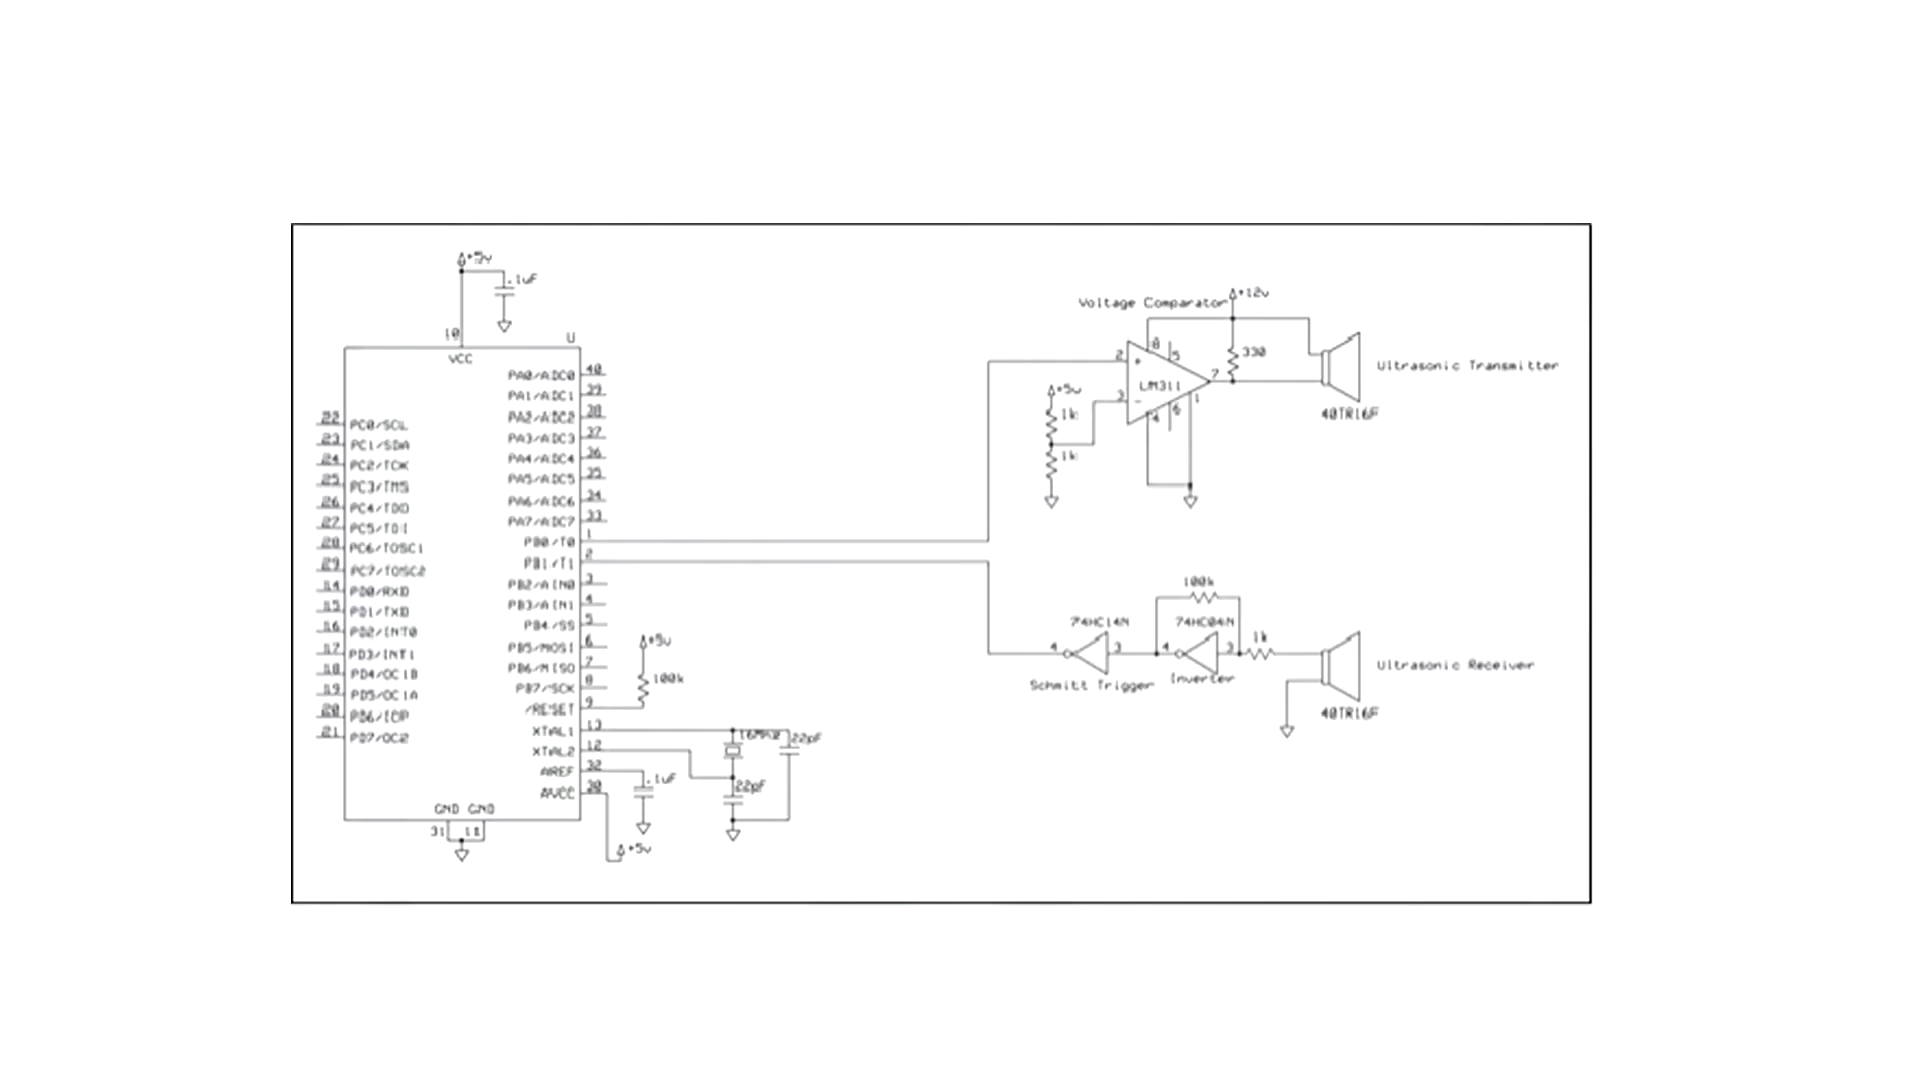 +5v
.1uF
10
U
VCC
40
PA0/ADC0
39
PA1/ADC1
38
PA2/ADC2
37
PA3/ADC3
36
PA4/ADC4
35
PA5/ADC5
34
PA6/ADC6
33
PA7/ADC7
1
PB0/T0
2
PB1/T1
3
PB2/AIN0
4
PB3/AIN1
5
PB4/SS
6
PB5/MOSI
7
PB6/MISO
8
PB7/SCK
9
/RESET
13
XTAL1
12
XTAL2
32
AREF
30
AVCC
22
PC0/SCL
23
PC1/SDA
24
PC2/TCK
25
PC3/TMS
26
PC4/TDO
27
PC5/TDI
28
PC6/TOSC1
29
PC7/TOSC2
14
PD0/RXD
15
PD1/TXD
16
PD2/INT0
17
PD3/INT1
18
PD4/OC1B
19
PD5/OC1A
20
PD6/ICP
21
PD7/OC2
GND GND
31 11
+5v
100k
16MHz
22pF
22pF
.1uF
+5v
Voltage Comparator
+12v
8
5
2
+
330
LM311
7
3
-
4
6
1
+5v
1k
1k
Ultrasonic Transmitter
40TR16F
100k
74HC14N
74HC04N
4
3
4
3
1k
Schmitt Trigger
Inverter
Ultrasonic Receiver
40TR16F